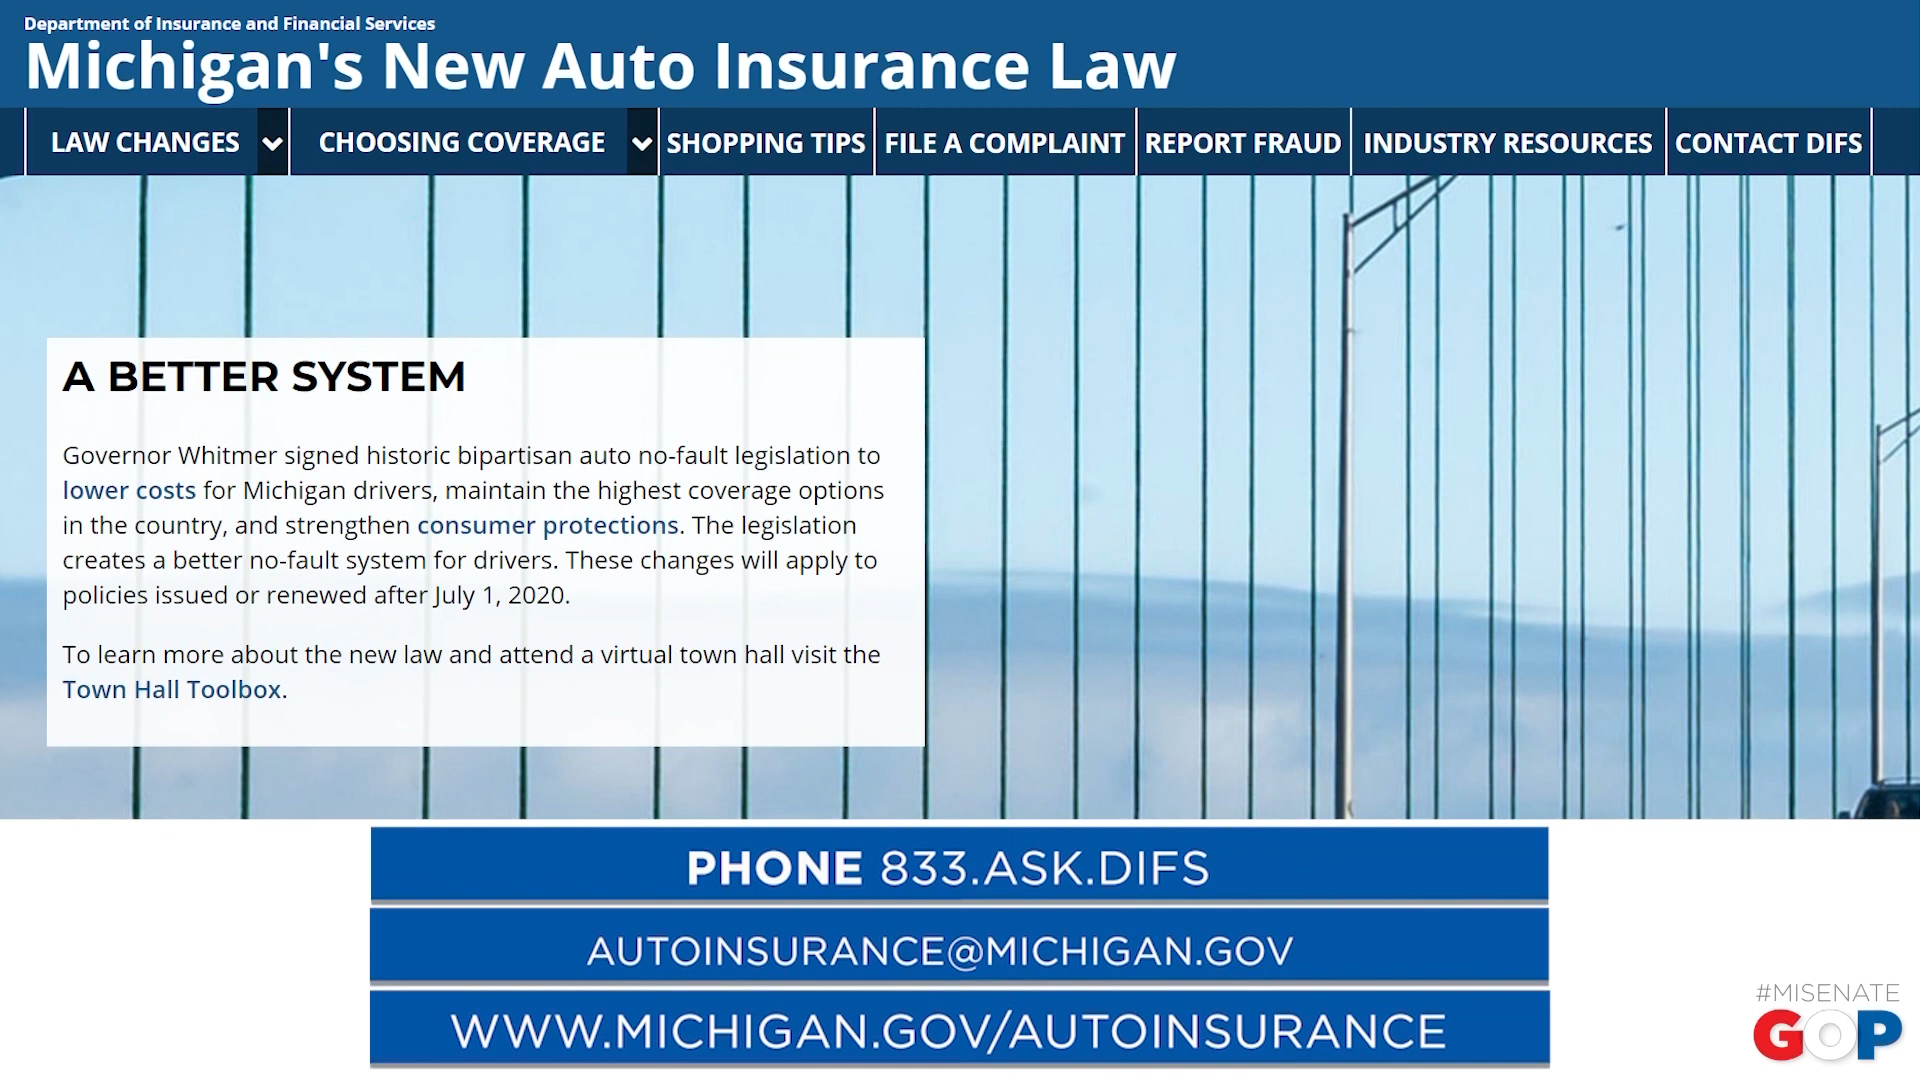 Department of Insurance and Financial Services
Michigan's New Auto Insurance Law
LAW CHANGES CHOOSING COVERAGE SHOPPING TIPS FILE A COMPLAINT REPORT FRAUD INDUSTRY RESOURCES CONTACT DIFS
A BETTER SYSTEM
Governor Whitmer signed historic bipartisan auto no-fault legislation to
lower costs for Michigan drivers, maintain the highest coverage options
in the country, and strengthen consumer protections. The legislation
creates a better no-fault system for drivers. These changes will apply to
policies issued or renewed after July 1, 2020.
To learn more about the new law and attend a virtual town hall visit the
Town Hall Toolbox.
PHONE 833.ASK.DIFS
AUTOINSURANCE@MICHIGAN.GOV
WWW.MICHIGAN.GOV/AUTOINSURANCE
#MISENATE
GOP